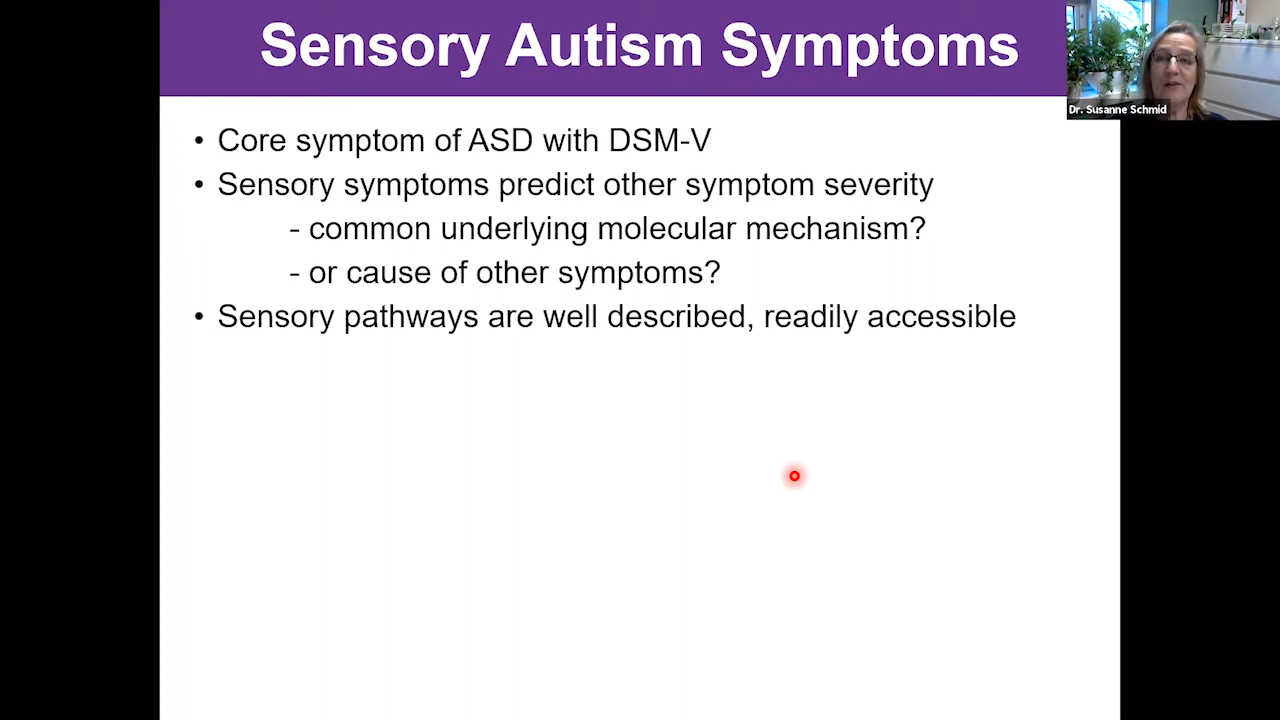 Sensory Autism Symptoms
Dr. Susanne Schmid
• Core symptom of ASD with DSM-V
• Sensory symptoms predict other symptom severity
- common underlying molecular mechanism?
- or cause of other symptoms?
• Sensory pathways are well described, readily accessible